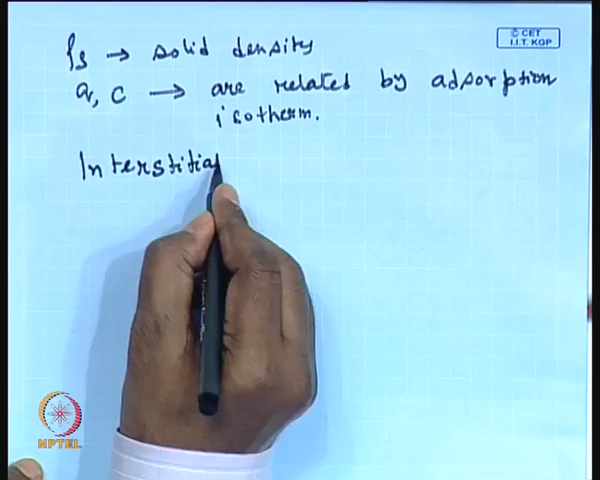 ρs → solid density
q, c → are related by adsorption
isotherm.
Interstitia
© CET
I.I.T. KGP
NPTEL